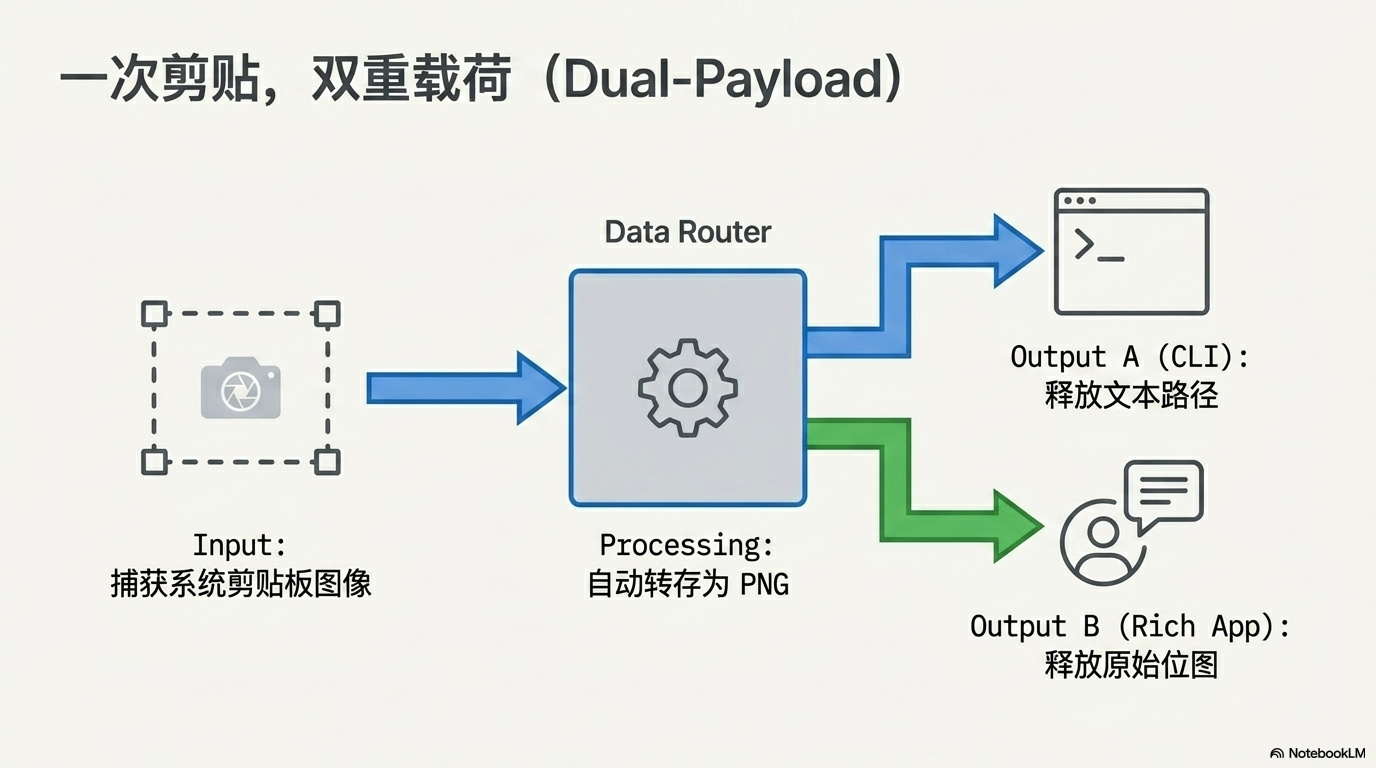 一次剪贴，双重载荷（Dual-Payload）
Data Router
Input:
捕获系统剪贴板图像
Processing:
自动转存为 PNG
Output A (CLI):
释放文本路径
Output B (Rich App):
释放原始位图
NotebookLM